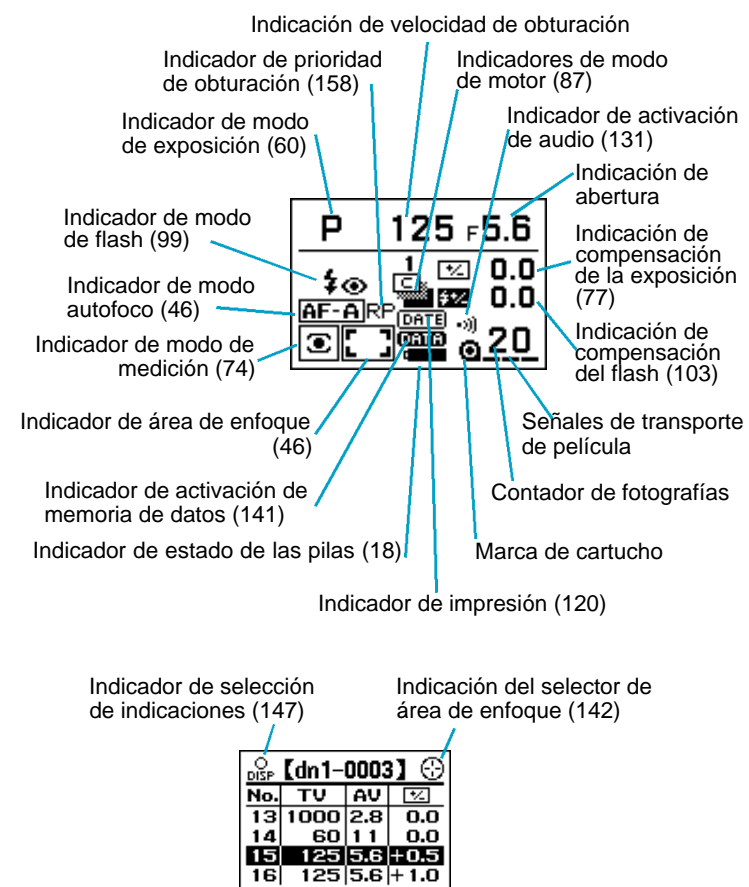 Indicación de velocidad de obturación
Indicador de prioridad
de obturación (158)
Indicadores de modo
de motor (87)
Indicador de modo
de exposición (60)
Indicador de activación
de audio (131)
Indicación de
abertura
Indicador de modo
de flash (99)
Indicación de
compensación
de la exposición
(77)
Indicador de modo
autofoco (46)
Indicador de modo de
medición (74)
Indicación de
compensación
del flash (103)
P 125 F5.6
1
C
+/- 0.0
+/- 0.0
AF-A RP
DATE
DATA
20
Indicador de área de enfoque
(46)
Señales de transporte
de película
Indicador de activación de
memoria de datos (141)
Contador de fotografías
Indicador de estado de las pilas (18)
Marca de cartucho
Indicador de impresión (120)
Indicador de selección
de indicaciones (147)
Indicación del selector de
área de enfoque (142)
DISP 【dn1-0003】
No. TV AV +/-
13 1000 2.8 0.0
14 60 11 0.0
15 125 5.6 +0.5
16 125 5.6 +1.0